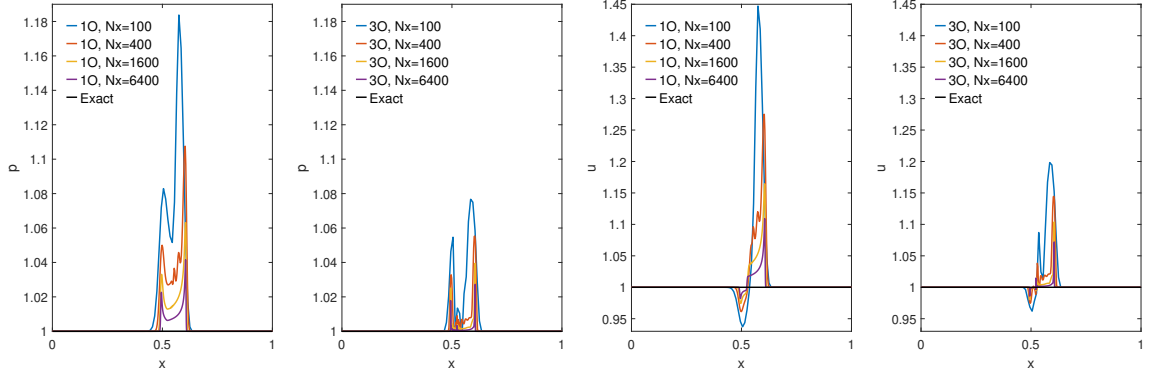 1.18
1.16
1.14
1.12
1.1
1.08
1.06
1.04
1.02
1
p
0
0.5
1
x
1O, Nx=100
1O, Nx=400
1O, Nx=1600
1O, Nx=6400
Exact
1.18
1.16
1.14
1.12
1.1
1.08
1.06
1.04
1.02
1
p
0
0.5
1
x
3O, Nx=100
3O, Nx=400
3O, Nx=1600
3O, Nx=6400
Exact
1.45
1.4
1.35
1.3
1.25
1.2
1.15
1.1
1.05
1
0.95
u
0
0.5
1
x
1O, Nx=100
1O, Nx=400
1O, Nx=1600
1O, Nx=6400
Exact
1.45
1.4
1.35
1.3
1.25
1.2
1.15
1.1
1.05
1
0.95
u
0
0.5
1
x
3O, Nx=100
3O, Nx=400
3O, Nx=1600
3O, Nx=6400
Exact